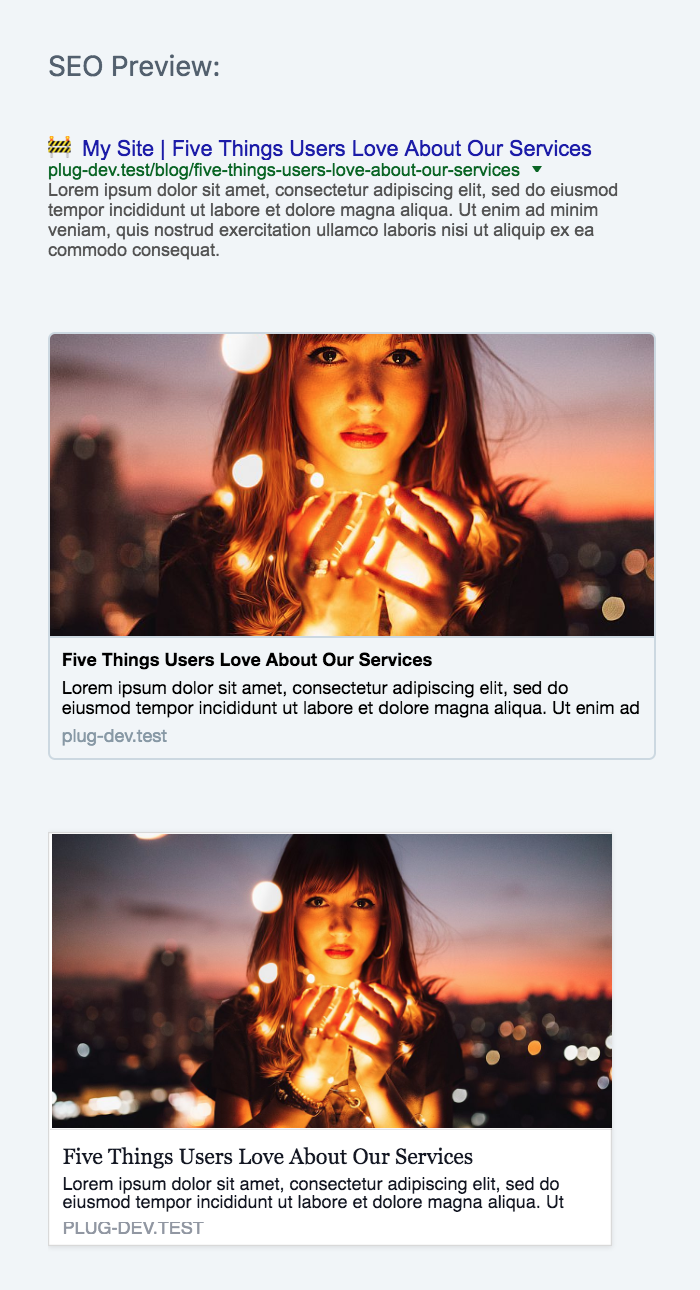 SEO Preview:
🚧 My Site | Five Things Users Love About Our Services
plug-dev.test/blog/five-things-users-love-about-our-services
Lorem ipsum dolor sit amet, consectetur adipiscing elit, sed do eiusmod
tempor incididunt ut labore et dolore magna aliqua. Ut enim ad minim
veniam, quis nostrud exercitation ullamco laboris nisi ut aliquip ex ea
commodo consequat.
Five Things Users Love About Our Services
Lorem ipsum dolor sit amet, consectetur adipiscing elit, sed do
eiusmod tempor incididunt ut labore et dolore magna aliqua. Ut enim ad
plug-dev.test
Five Things Users Love About Our Services
Lorem ipsum dolor sit amet, consectetur adipiscing elit, sed do
eiusmod tempor incididunt ut labore et dolore magna aliqua. Ut
PLUG-DEV.TEST